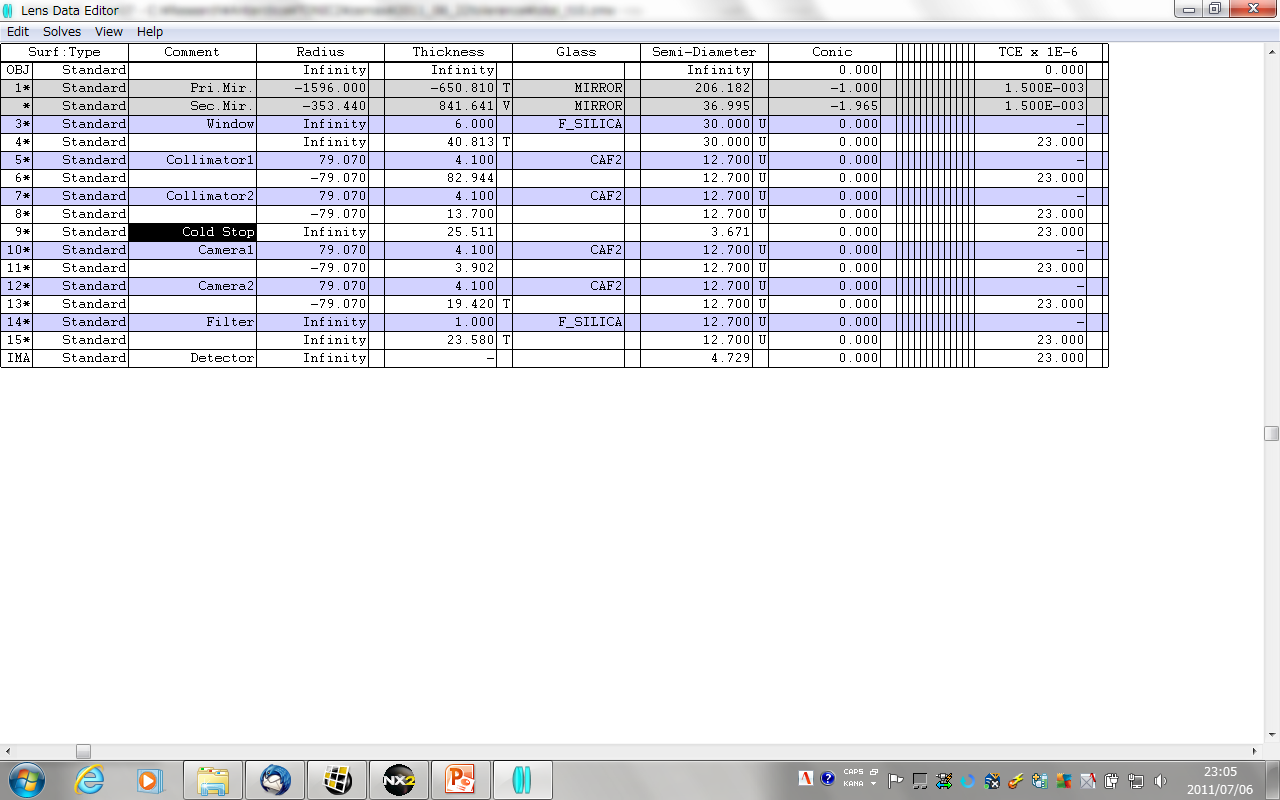 Lens Data Editor
Edit Solves View Help
Surf:Type Comment Radius Thickness Glass Semi-Diameter Conic TCE x 1E-6
OBJ Standard Infinity Infinity Infinity 0.000 0.000
1* Standard Pri.Mir. -1596.000 -650.810 T MIRROR 206.182 -1.000 1.500E-003
* Standard Sec.Mir. -353.440 841.641 V MIRROR 36.995 -1.965 1.500E-003
3* Standard Window Infinity 6.000 F_SILICA 30.000 U 0.000 -
4* Standard Infinity 40.813 T 30.000 U 0.000 23.000
5* Standard Collimator1 79.070 4.100 CAF2 12.700 U 0.000 -
6* Standard -79.070 82.944 12.700 U 0.000 23.000
7* Standard Collimator2 79.070 4.100 CAF2 12.700 U 0.000 -
8* Standard -79.070 13.700 12.700 U 0.000 23.000
9* Standard Cold Stop Infinity 25.511 3.671 0.000 23.000
10* Standard Camera1 79.070 4.100 CAF2 12.700 U 0.000 -
11* Standard -79.070 3.902 12.700 U 0.000 23.000
12* Standard Camera2 79.070 4.100 CAF2 12.700 U 0.000 -
13* Standard -79.070 19.420 T 12.700 U 0.000 23.000
14* Standard Filter Infinity 1.000 F_SILICA 12.700 U 0.000 -
15* Standard Infinity 23.580 T 12.700 U 0.000 23.000
IMA Standard Detector Infinity - 4.729 0.000 23.000
NX2
A
CAPS
KANA
23:05
2011/07/06